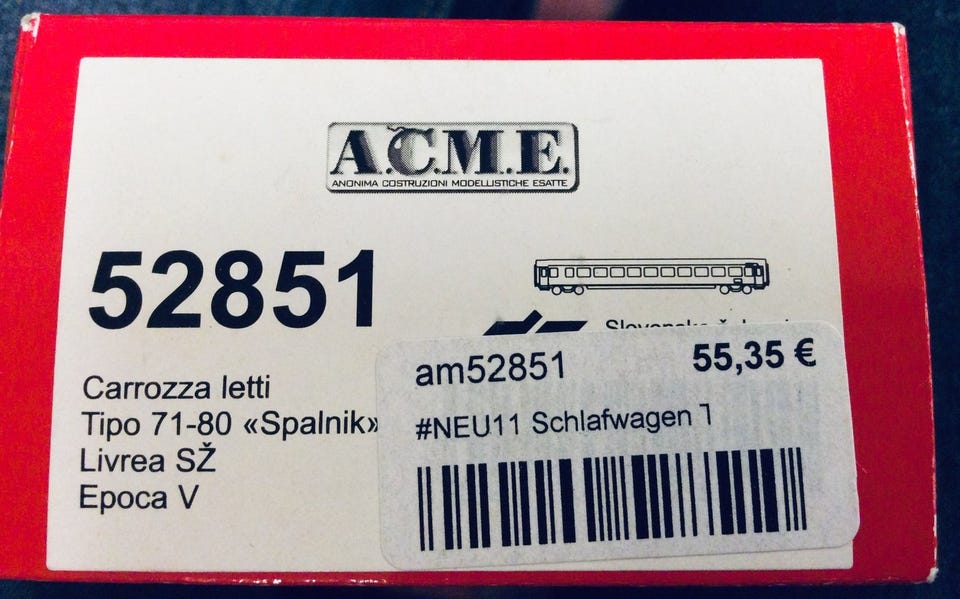 A.C.M.E.
ANONIMA COSTRUZIONI MODELLISTICHE ESATTE
52851
Carrozza letti
Tipo 71-80 «Spalnik»
Livrea SŽ
Epoca V
am52851
55,35 €
#NEU11 Schlafwagen